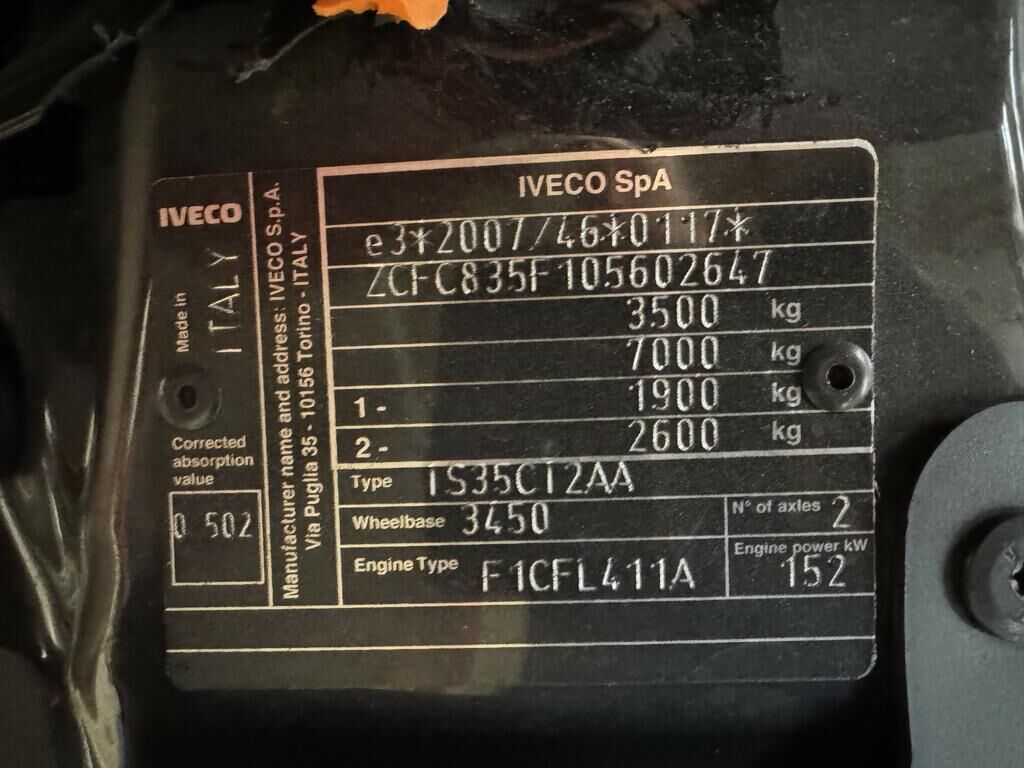 IVECO SpA
IVECO
Made in ITALY
Manufacturer name and address: IVECO S.p.A.
Via Puglia 35 - 10156 Torino - ITALY
e3*2007/46*0117*
ZCFC835F105602647
3500 kg
7000 kg
1- 1900 kg
2- 2600 kg
Type IS35CI2AA
Wheelbase 3450
N° of axles 2
Engine Type F1CFL411A
Engine power kW
152
Corrected
absorption
value
0 502